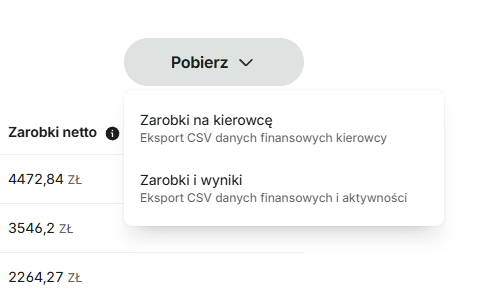 Pobierz
Zarobki na kierowcę
Eksport CSV danych finansowych kierowcy
Zarobki i wyniki
Eksport CSV danych finansowych i aktywności
Zarobki netto
4472,84 ZŁ
3546,2 ZŁ
2264,27 ZŁ